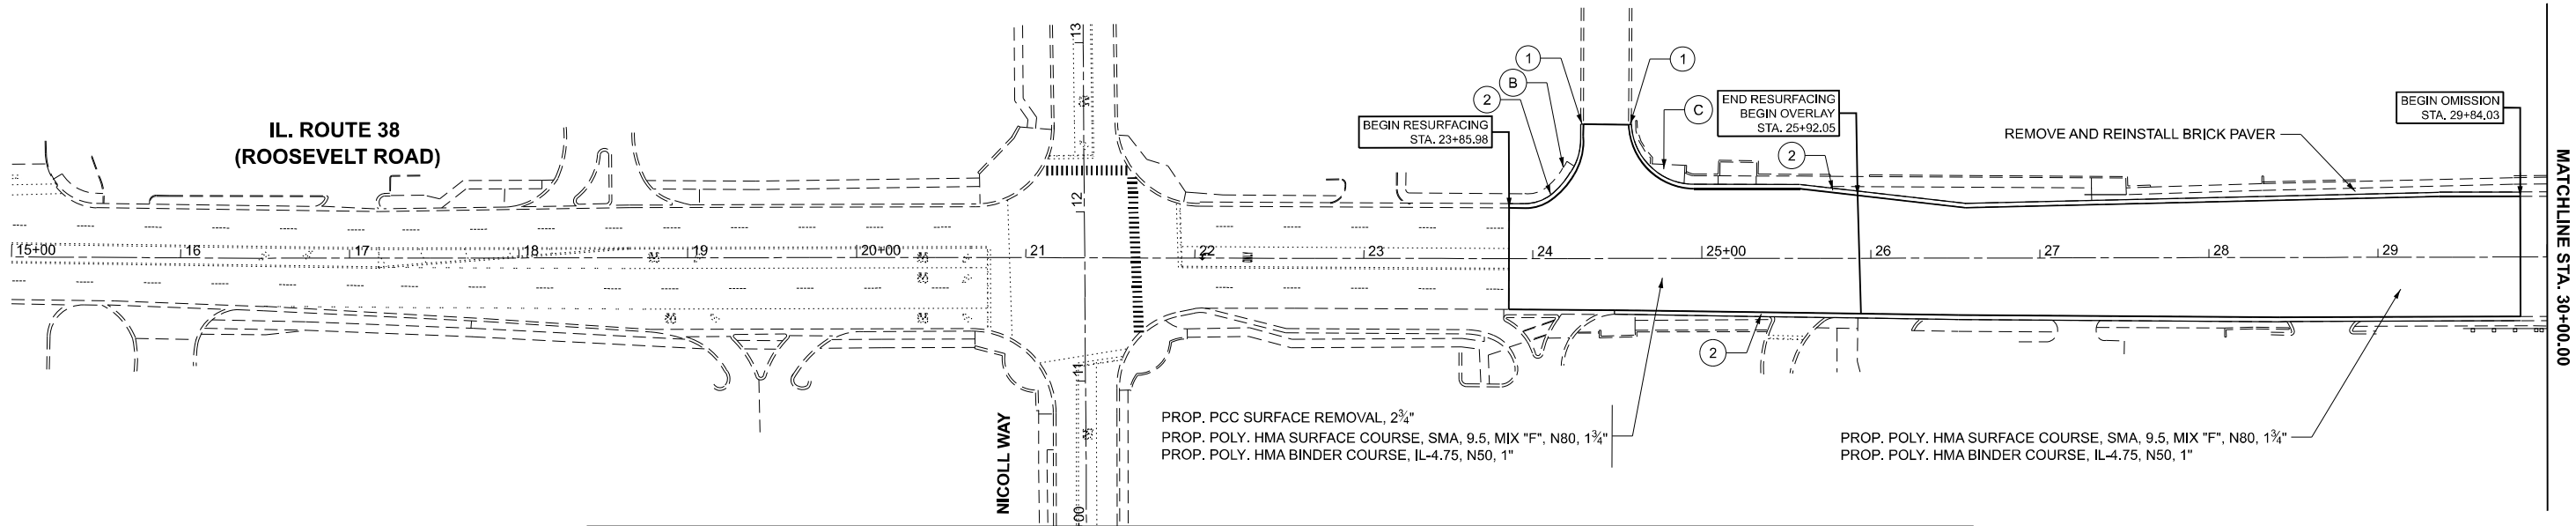 IL. ROUTE 38
(ROOSEVELT ROAD)
13
12
11
+00
NICOLL WAY
15+00
16
17
18
19
20+00
21
22
23
24
25+00
26
27
28
29
BEGIN RESURFACING
STA. 23+85.98
2
B
1
1
C
END RESURFACING
BEGIN OVERLAY
STA. 25+92.05
2
REMOVE AND REINSTALL BRICK PAVER
BEGIN OMISSION
STA. 29+84.03
MATCHLINE STA. 30+00.00
2
PROP. PCC SURFACE REMOVAL, 2¾"
PROP. POLY. HMA SURFACE COURSE, SMA, 9.5, MIX "F", N80, 1¾"
PROP. POLY. HMA BINDER COURSE, IL-4.75, N50, 1"
PROP. POLY. HMA SURFACE COURSE, SMA, 9.5, MIX "F", N80, 1¾"
PROP. POLY. HMA BINDER COURSE, IL-4.75, N50, 1"